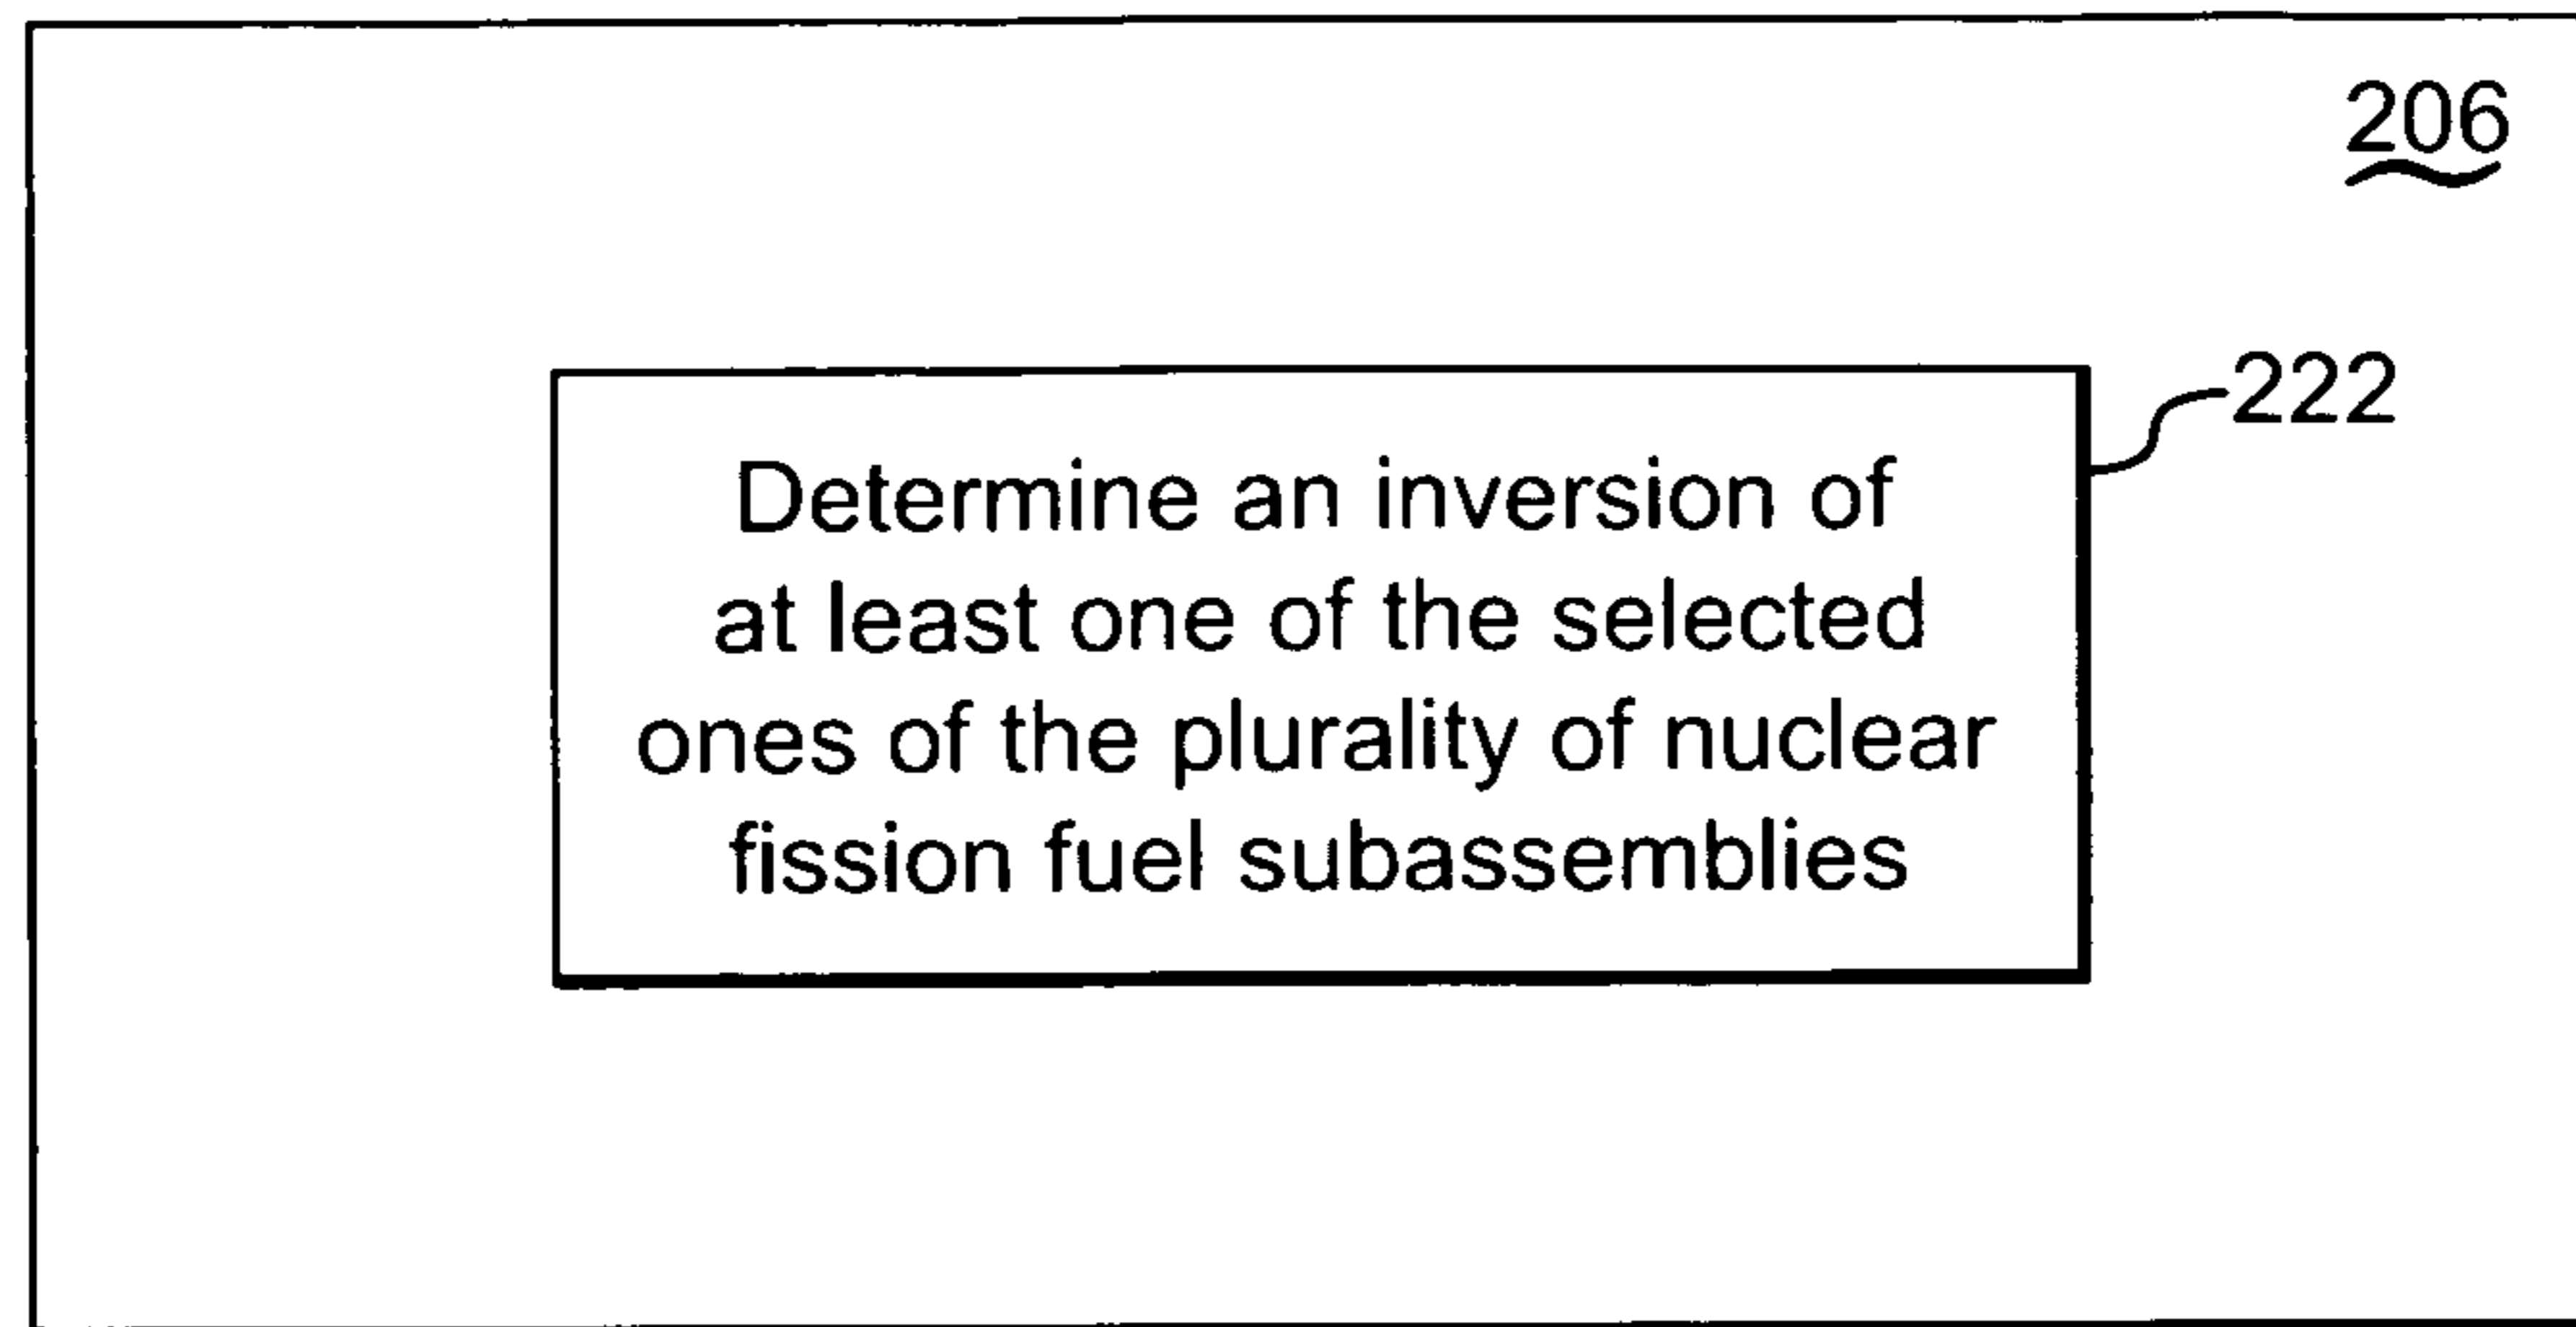 206
222
Determine an inversion of
at least one of the selected
ones of the plurality of nuclear
fission fuel subassemblies